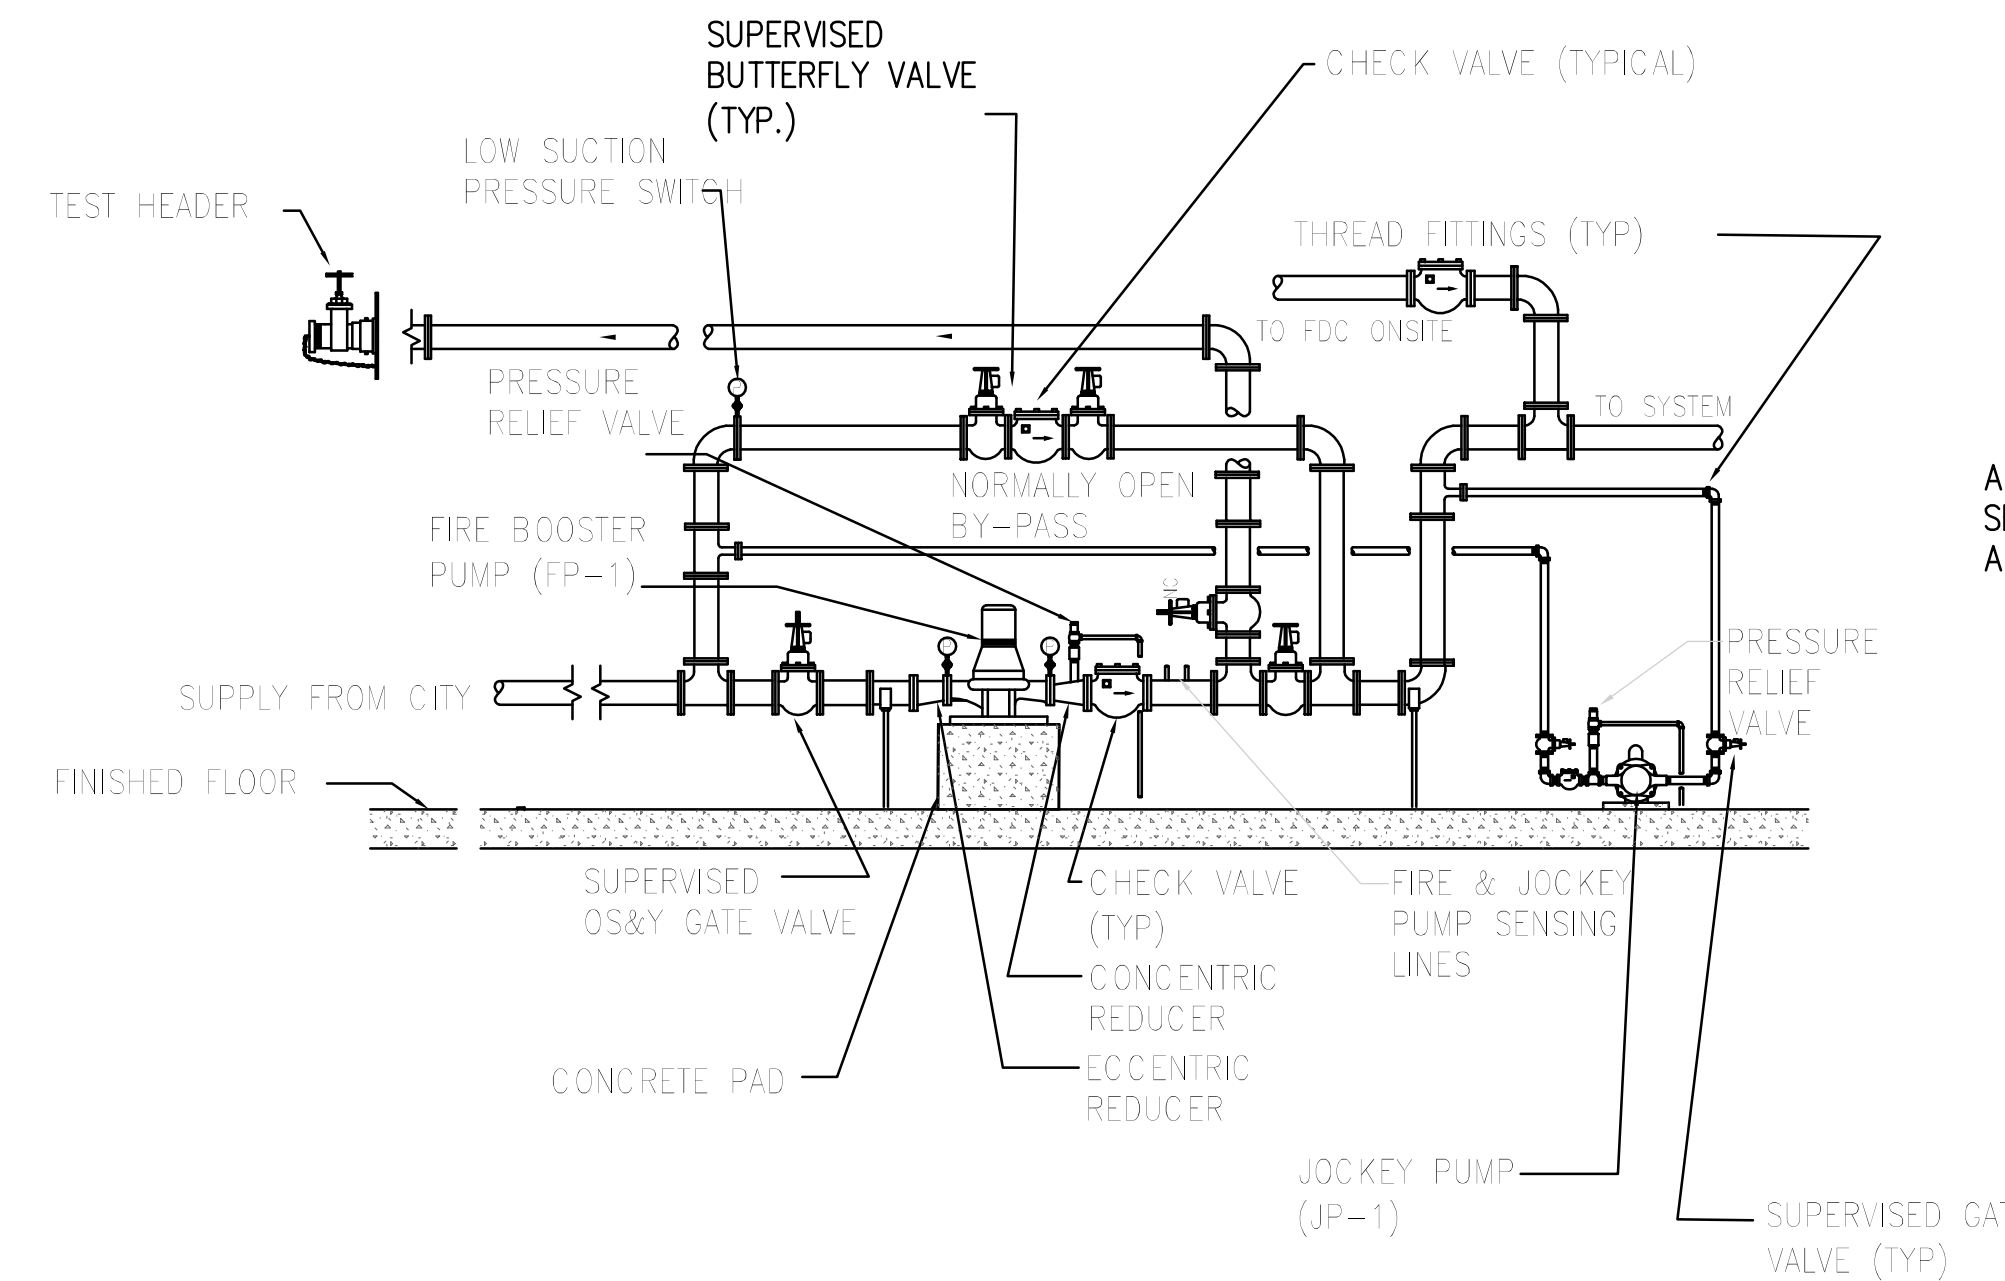 SUPERVISED
BUTTERFLY VALVE
(TYP.)
CHECK VALVE (TYPICAL)
LOW SUCTION
PRESSURE SWITCH
TEST HEADER
THREAD FITTINGS (TYP)
TO FDC ONSITE
PRESSURE
RELIEF VALVE
TO SYSTEM
NORMALLY OPEN
BY-PASS
A
A
FIRE BOOSTER
PUMP (FP-1)
NC
P
P
P
PRESSURE
RELIEF
VALVE
SUPPLY FROM CITY
FINISHED FLOOR
SUPERVISED
OS&Y GATE VALVE
CHECK VALVE
(TYP)
FIRE & JOCKEY
PUMP SENSING
LINES
CONCENTRIC
REDUCER
CONCRETE PAD
ECCENTRIC
REDUCER
JOCKEY PUMP
(JP-1)
SUPERVISED GA
VALVE (TYP)